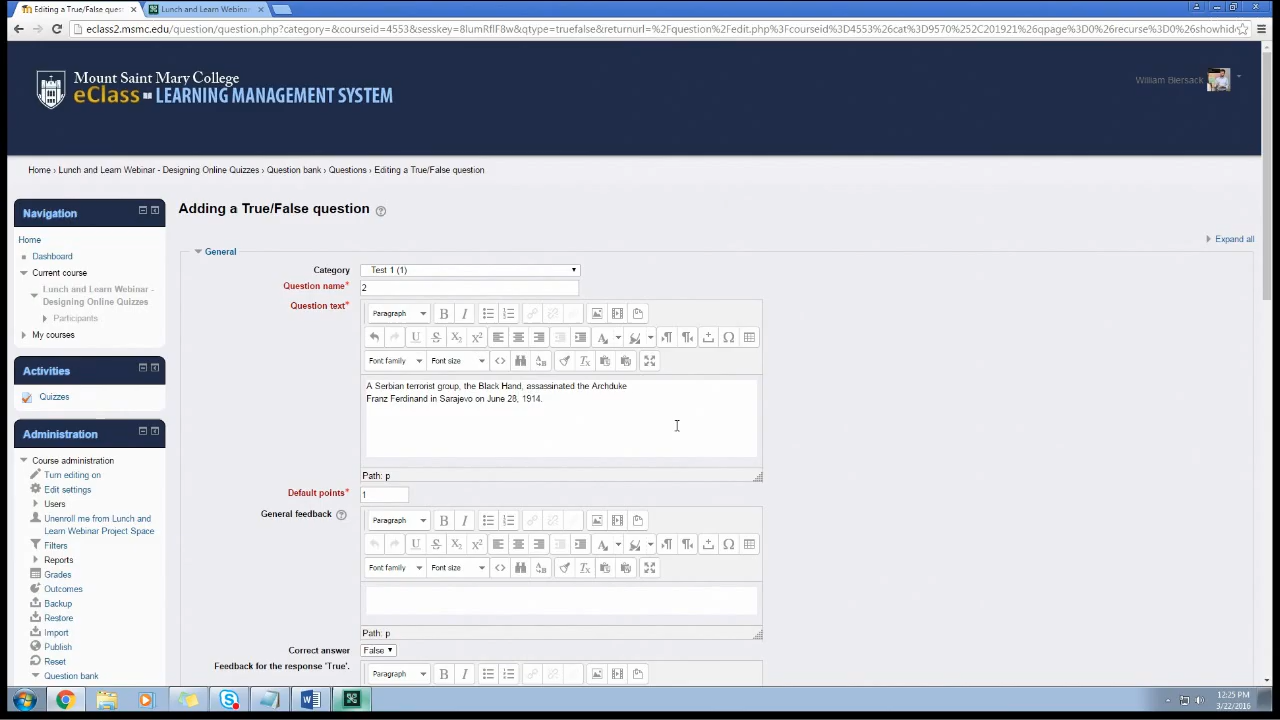 Editing a True/False quest
Lunch and Learn Webinar
eclass2.msmc.edu/question/question.php?category=&courseid=4553&sesskey=8lumRflF8w&qtype=truefalse&returnurl=%2Fquestion%2Fedit.php%3Fcourseid%3D4553%26cat%3D9570%252C201921%26qpage%3D0%26recurse%3D0%26showhid
Mount Saint Mary College
eClass LEARNING MANAGEMENT SYSTEM
William Biersack
Home › Lunch and Learn Webinar - Designing Online Quizzes › Question bank › Questions › Editing a True/False question
Navigation
Home
Dashboard
Current course
Lunch and Learn Webinar -
Designing Online Quizzes
Participants
My courses
Activities
Quizzes
Administration
Course administration
Turn editing on
Edit settings
Users
Unenroll me from Lunch and
Learn Webinar Project Space
Filters
Reports
Grades
Outcomes
Backup
Restore
Import
Publish
Reset
Question bank
Adding a True/False question
Expand all
General
Category
Test 1 (1)
Question name*
2
Question text*
Paragraph
Font family
Font size
A Serbian terrorist group, the Black Hand, assassinated the Archduke
Franz Ferdinand in Sarajevo on June 28, 1914.
Path: p
Default points*
1
General feedback
Paragraph
Font family
Font size
Path: p
Correct answer
False
Feedback for the response 'True'.
Paragraph
12:25 PM
3/22/2016